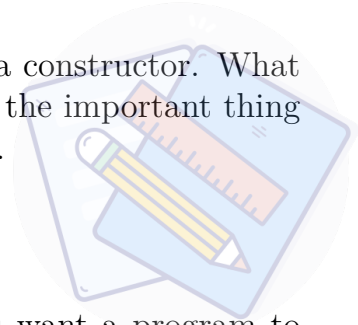 a constructor. What
the important thing
.
want a program to